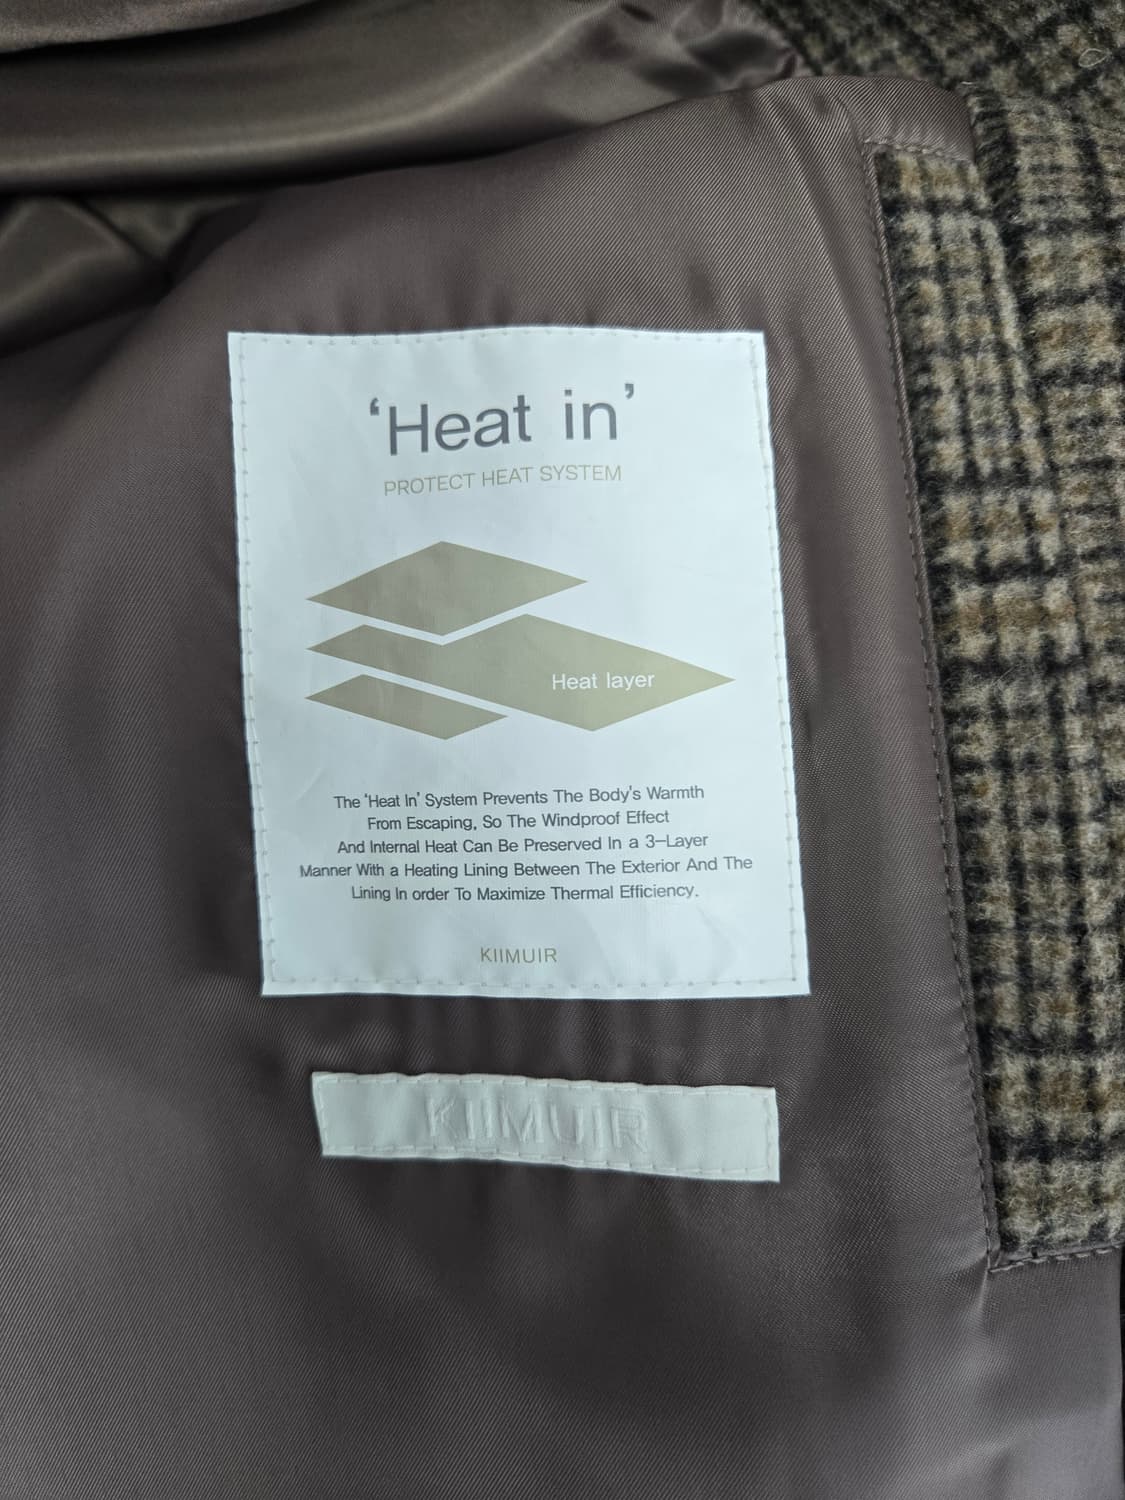 ‘Heat in’
PROTECT HEAT SYSTEM
Heat layer
The ‘Heat In’ System Prevents The Body's Warmth
From Escaping, So The Windproof Effect
And Internal Heat Can Be Preserved In a 3-Layer
Manner With a Heating Lining Between The Exterior And The
Lining In order To Maximize Thermal Efficiency.
KIIMUIR
KIIMUIR